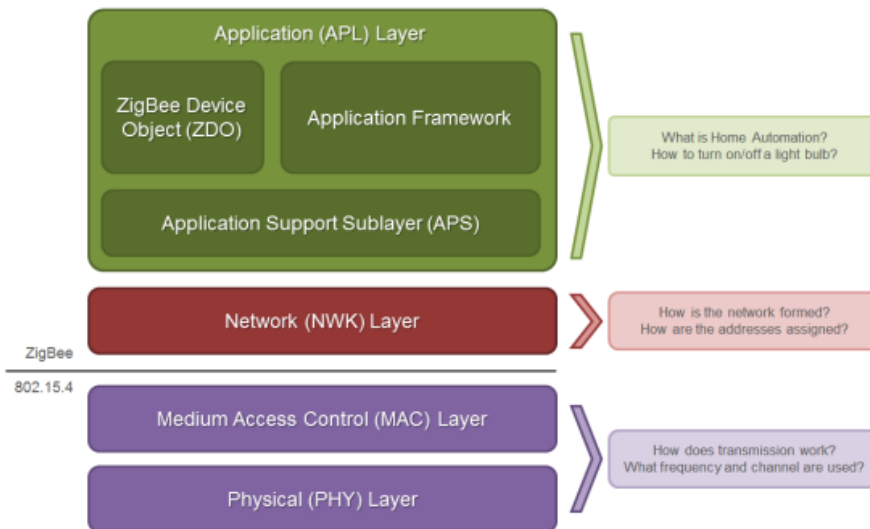 Application (APL) Layer
ZigBee Device
Object (ZDO)
Application Framework
Application Support Sublayer (APS)
What is Home Automation?
How to turn on/off a light bulb?
Network (NWK) Layer
How is the network formed?
How are the addresses assigned?
ZigBee
802.15.4
Medium Access Control (MAC) Layer
Physical (PHY) Layer
How does transmission work?
What frequency and channel are used?